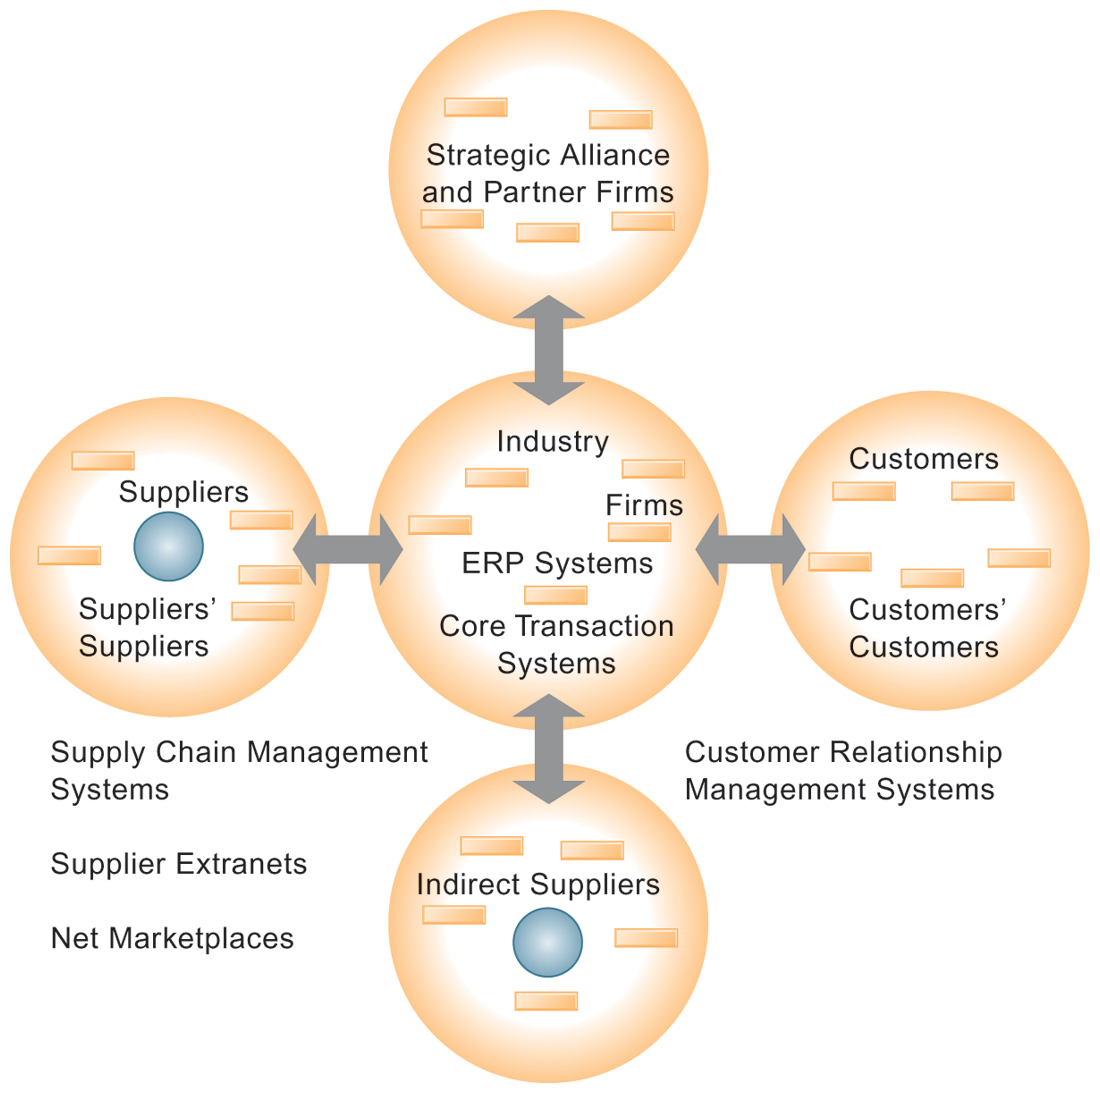 Strategic Alliance
and Partner Firms
Industry
Firms
ERP Systems
Core Transaction
Systems
Suppliers
Suppliers’
Suppliers
Customers
Customers’
Customers
Supply Chain Management
Systems
Supplier Extranets
Net Marketplaces
Customer Relationship
Management Systems
Indirect Suppliers